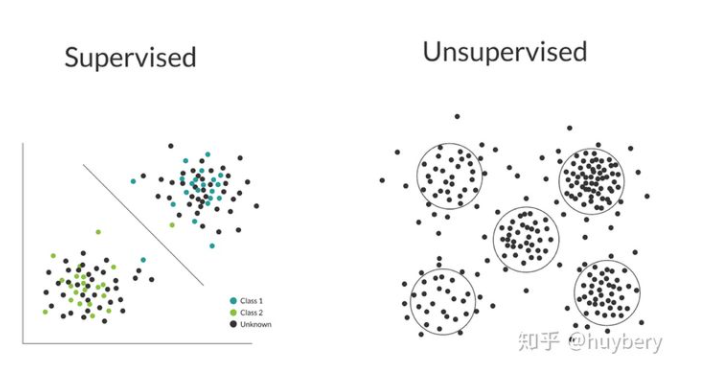 Supervised
Unsupervised
Class 1
Class 2
Unknown
知乎 @huybery